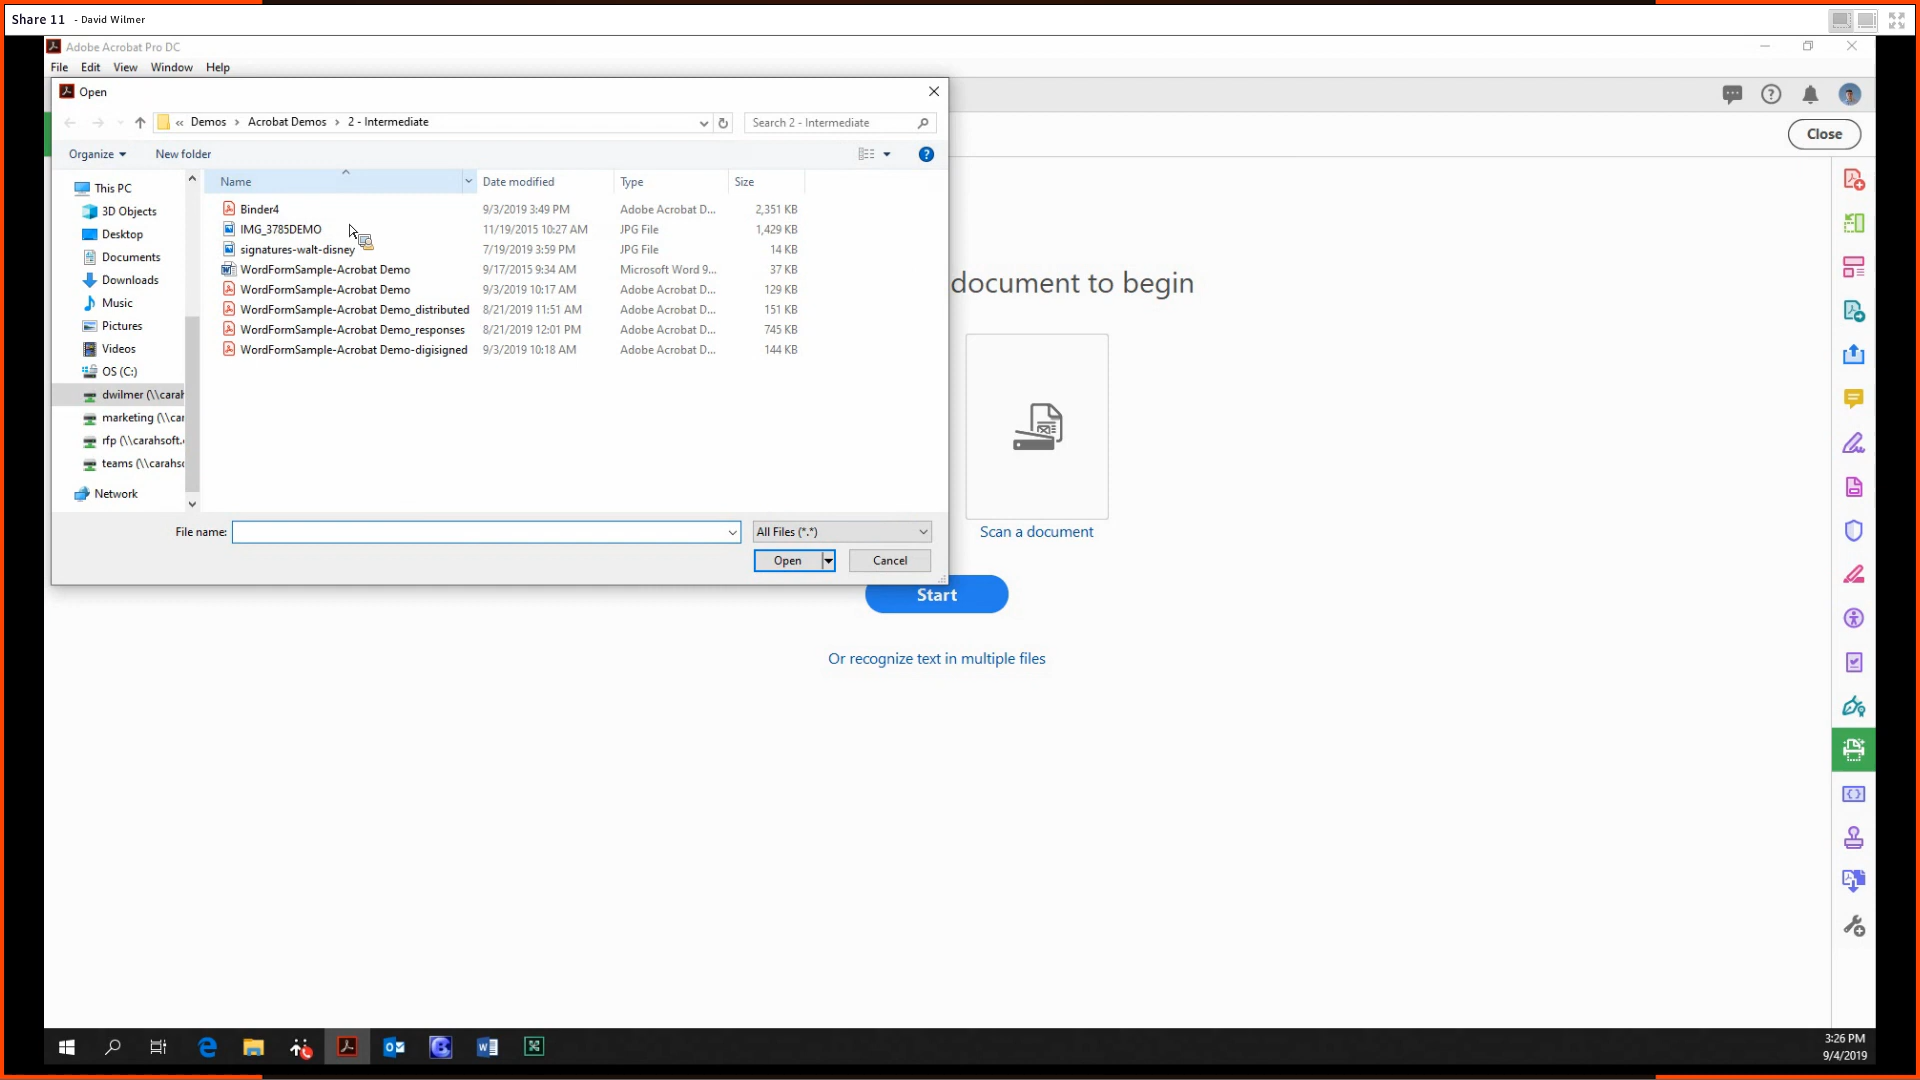 Share 11 - David Wilmer
Adobe Acrobat Pro DC
File Edit View Window Help
Open
« Demos › Acrobat Demos › 2 - Intermediate
Search 2 - Intermediate
Close
Organize New folder
Name Date modified Type Size
This PC
3D Objects
Desktop
Documents
Downloads
Music
Pictures
Videos
OS (C:)
dwilmer (\\carah
marketing (\\car
rfp (\\carahsoft.
teams (\\carahso
Network
Binder4 9/3/2019 3:49 PM Adobe Acrobat D... 2,351 KB
IMG_3785DEMO 11/19/2015 10:27 AM JPG File 1,429 KB
signatures-walt-disney 7/19/2019 3:59 PM JPG File 14 KB
WordFormSample-Acrobat Demo 9/17/2015 9:34 AM Microsoft Word 9... 37 KB
WordFormSample-Acrobat Demo 9/3/2019 10:17 AM Adobe Acrobat D... 129 KB
WordFormSample-Acrobat Demo_distributed 8/21/2019 11:51 AM Adobe Acrobat D... 151 KB
WordFormSample-Acrobat Demo_responses 8/21/2019 12:01 PM Adobe Acrobat D... 745 KB
WordFormSample-Acrobat Demo-digisigned 9/3/2019 10:18 AM Adobe Acrobat D... 144 KB
File name: All Files (*.*)
Open Cancel
document to begin
Scan a document
Start
Or recognize text in multiple files
3:26 PM
9/4/2019